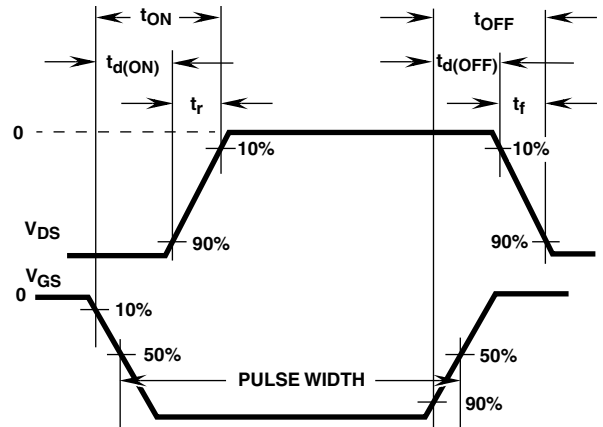 tON tOFF
td(ON) td(OFF)
tr tf
0
10% 10%
VDS 90% 90%
VGS
0
10%
50% PULSE WIDTH 50%
90%